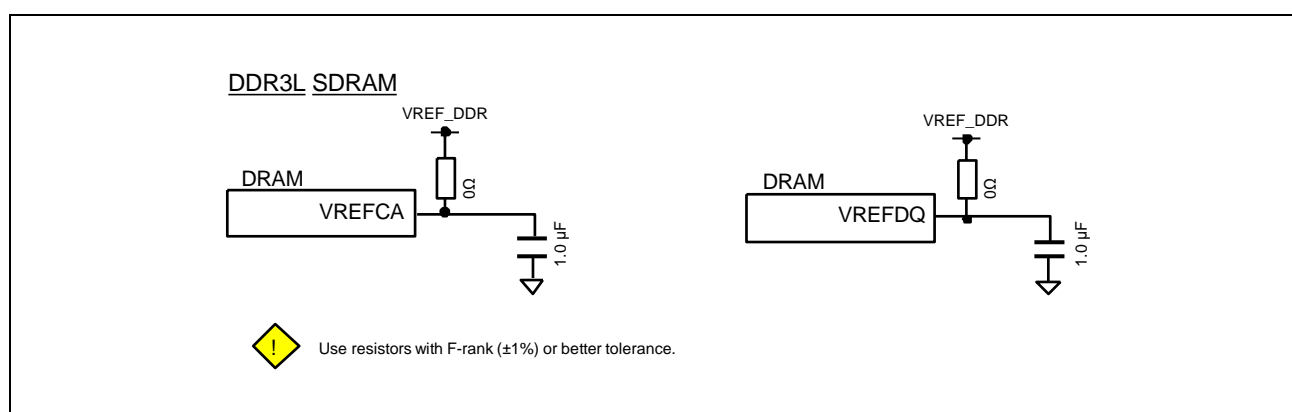 DDR3L SDRAM
VREF_DDR
0Ω
DRAM
VREFCA
1.0 µF
VREF_DDR
0Ω
DRAM
VREFDQ
1.0 µF
!
Use resistors with F-rank (±1%) or better tolerance.